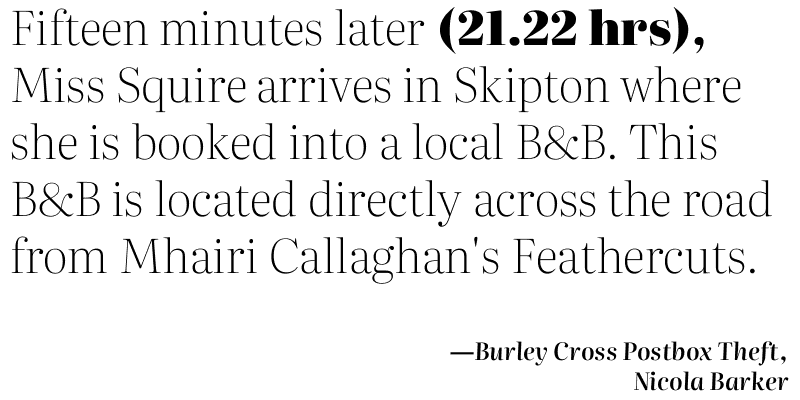 Fifteen minutes later (21.22 hrs),
Miss Squire arrives in Skipton where
she is booked into a local B&B. This
B&B is located directly across the road
from Mhairi Callaghan's Feathercuts.
—Burley Cross Postbox Theft,
Nicola Barker